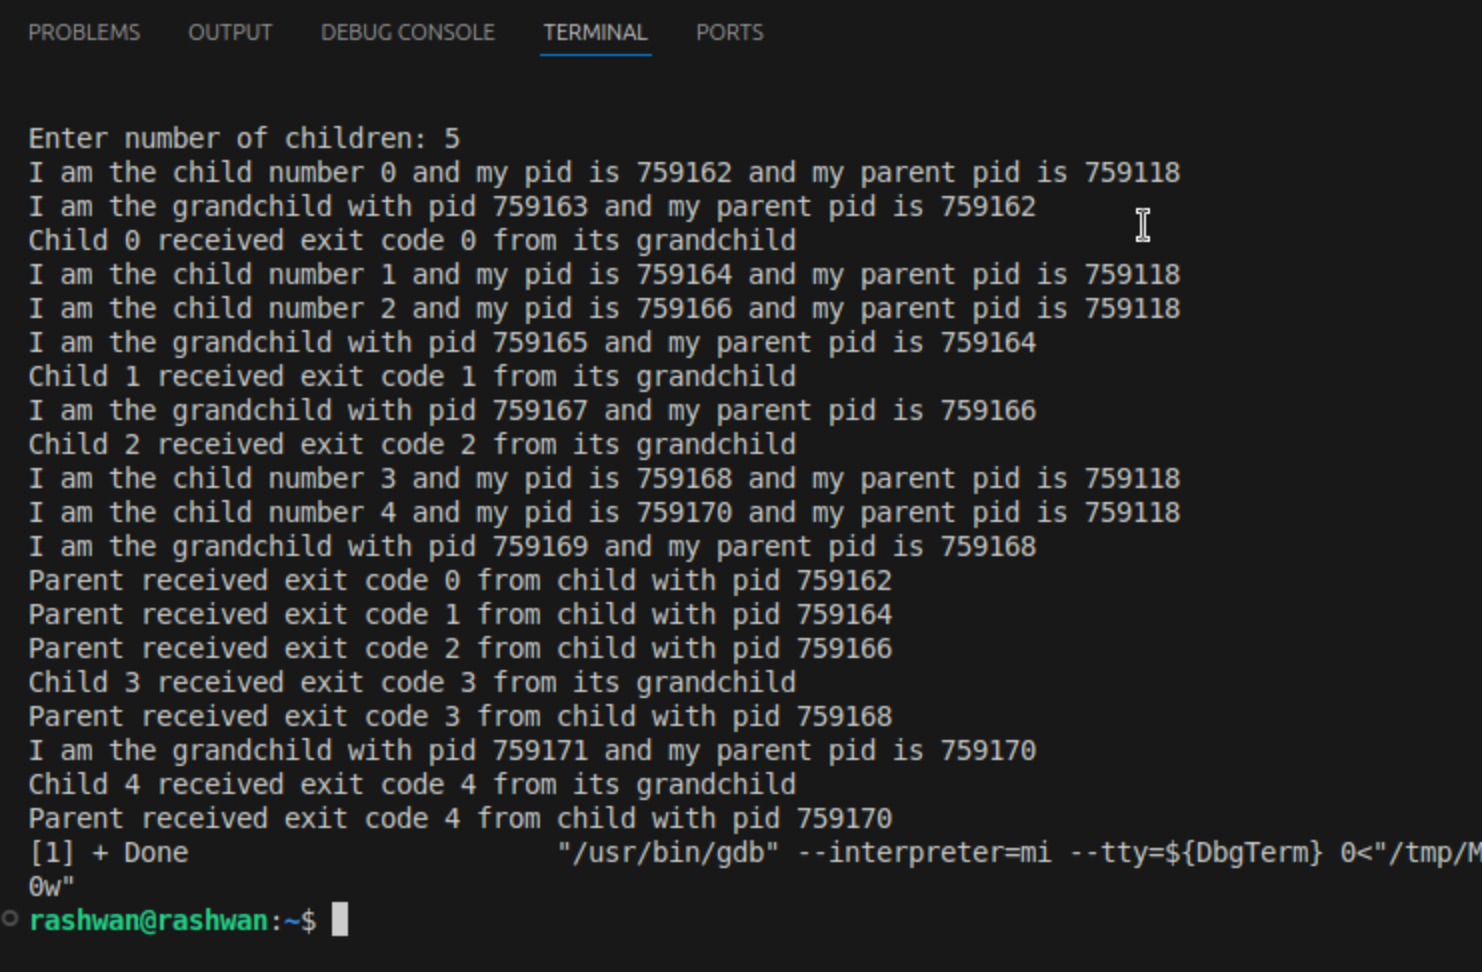 PROBLEMS OUTPUT DEBUG CONSOLE TERMINAL PORTS
Enter number of children: 5
I am the child number 0 and my pid is 759162 and my parent pid is 759118
I am the grandchild with pid 759163 and my parent pid is 759162
Child 0 received exit code 0 from its grandchild
I am the child number 1 and my pid is 759164 and my parent pid is 759118
I am the child number 2 and my pid is 759166 and my parent pid is 759118
I am the grandchild with pid 759165 and my parent pid is 759164
Child 1 received exit code 1 from its grandchild
I am the grandchild with pid 759167 and my parent pid is 759166
Child 2 received exit code 2 from its grandchild
I am the child number 3 and my pid is 759168 and my parent pid is 759118
I am the child number 4 and my pid is 759170 and my parent pid is 759118
I am the grandchild with pid 759169 and my parent pid is 759168
Parent received exit code 0 from child with pid 759162
Parent received exit code 1 from child with pid 759164
Parent received exit code 2 from child with pid 759166
Child 3 received exit code 3 from its grandchild
Parent received exit code 3 from child with pid 759168
I am the grandchild with pid 759171 and my parent pid is 759170
Child 4 received exit code 4 from its grandchild
Parent received exit code 4 from child with pid 759170
[1] + Done "/usr/bin/gdb" --interpreter=mi --tty=${DbgTerm} 0<"/tmp/M
0w"
rashwan@rashwan:~$